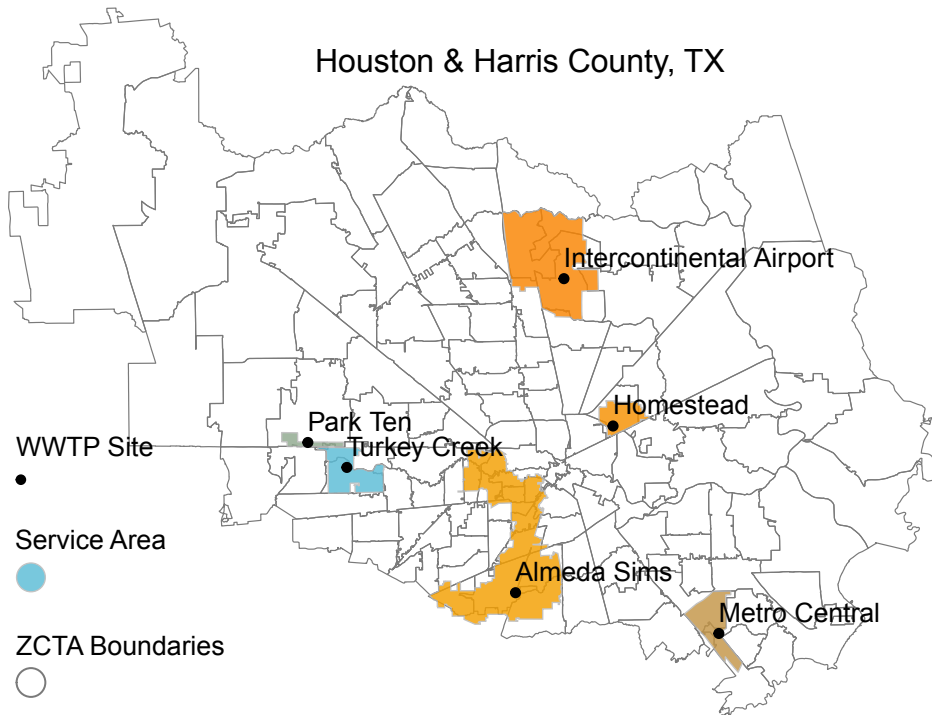 Houston & Harris County, TX
Intercontinental Airport
Homestead
Park Ten
Turkey Creek
WWTP Site
Service Area
Almeda Sims
Metro Central
ZCTA Boundaries